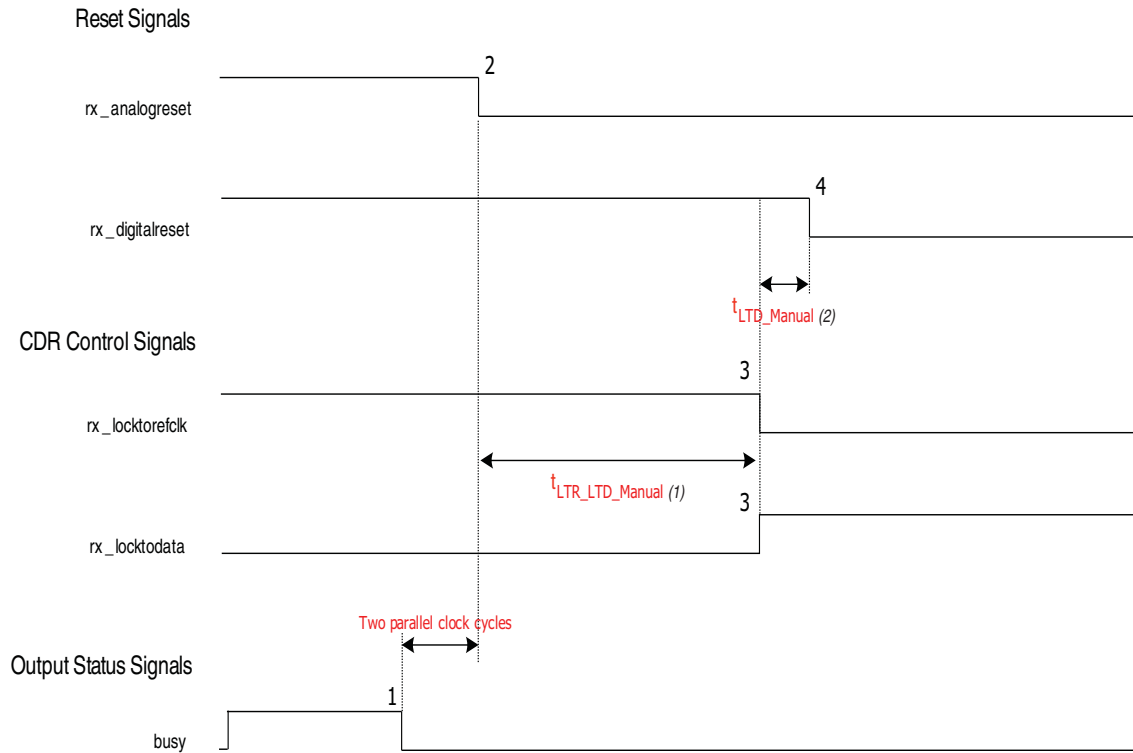 Reset Signals
2
rx_analogreset
4
rx_digitalreset
tLTD_Manual (2)
CDR Control Signals
3
rx_locktorefclk
tLTR_LTD_Manual (1)
3
rx_locktodata
Two parallel clock cycles
Output Status Signals
1
busy